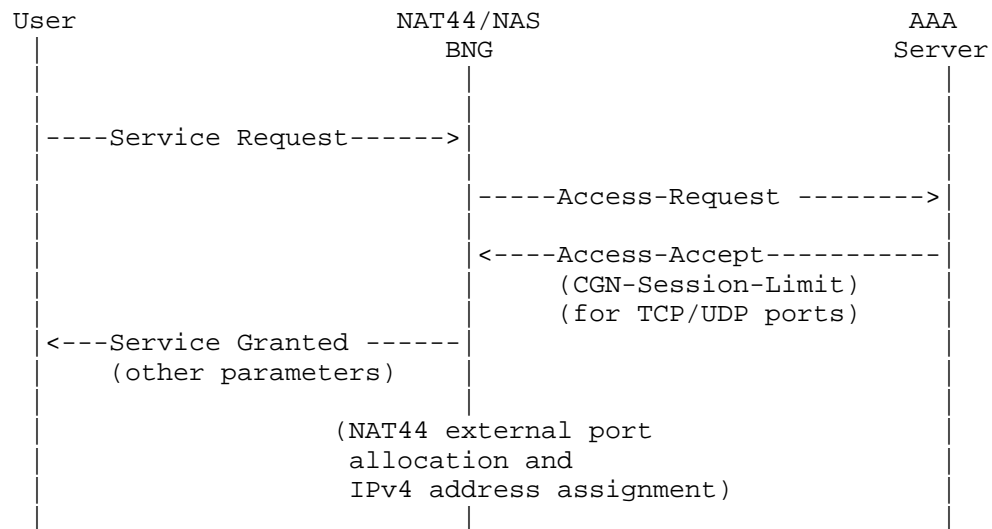 User NAT44/NAS AAA
BNG Server
----Service Request------>
-----Access-Request -------->
<----Access-Accept-----------
(CGN-Session-Limit)
(for TCP/UDP ports)
<---Service Granted ------
(other parameters)
(NAT44 external port
allocation and
IPv4 address assignment)